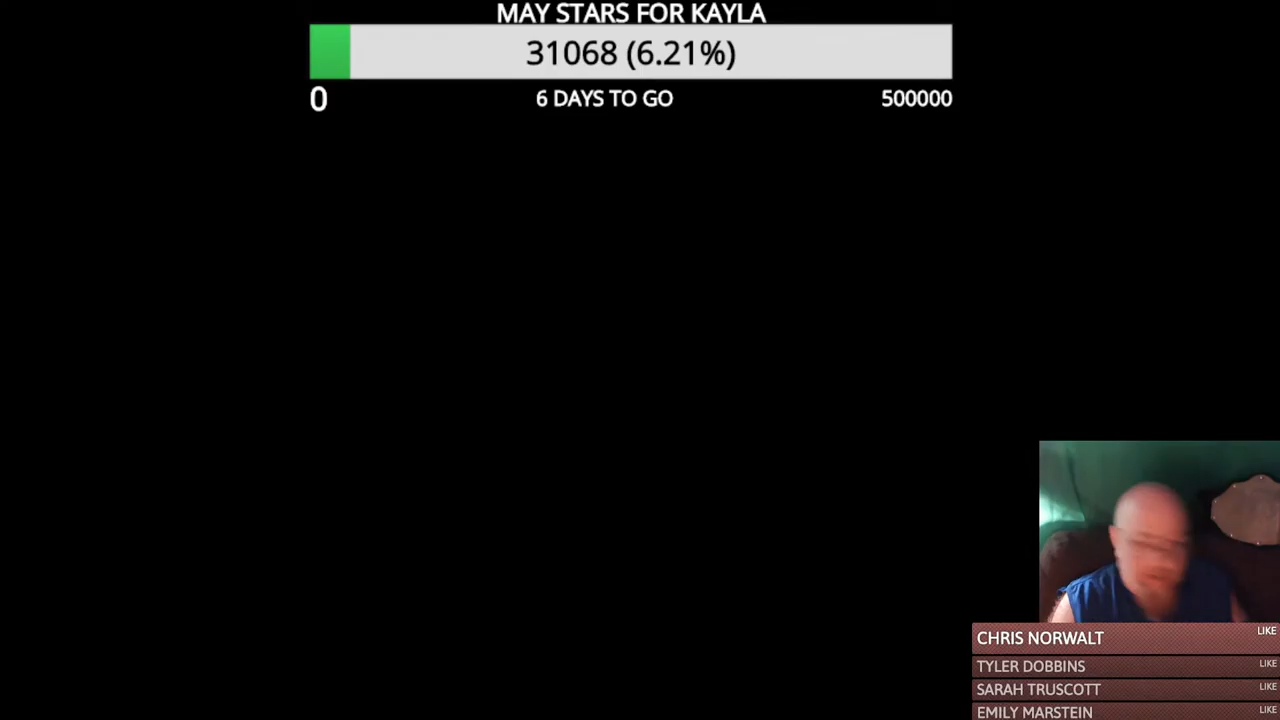 MAY STARS FOR KAYLA
31068 (6.21%)
0 6 DAYS TO GO 500000
CHRIS NORWALT LIKE
TYLER DOBBINS LIKE
SARAH TRUSCOTT LIKE
EMILY MARSTEIN LIKE